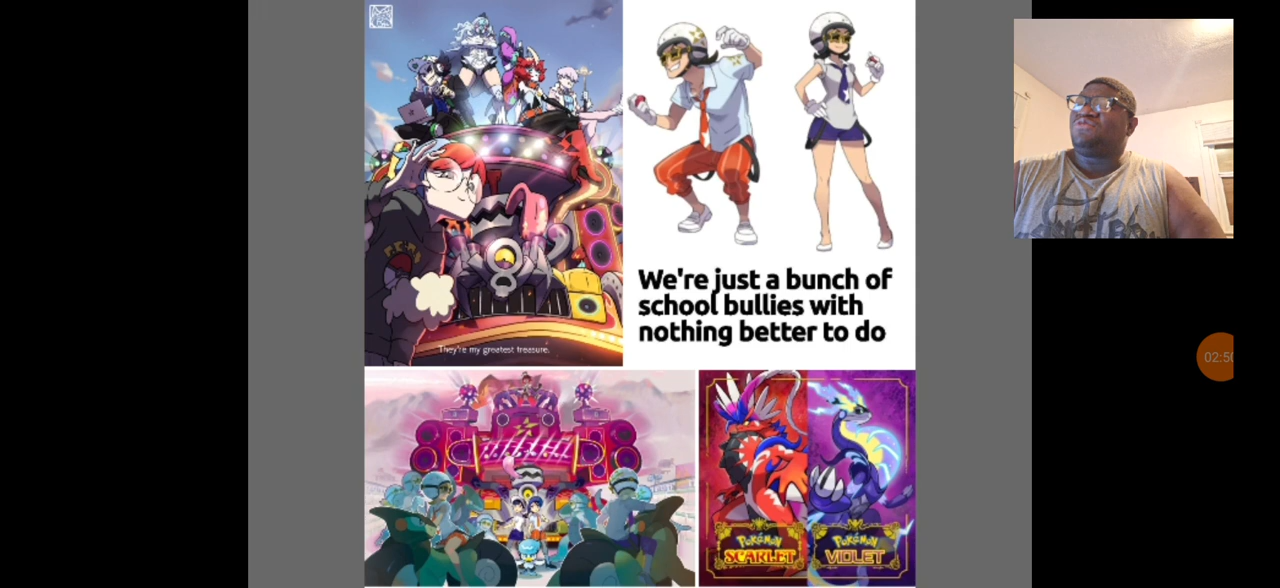 We're just a bunch of
school bullies with
nothing better to do
They're my greatest treasure.
POKÉMON
SCARLET
POKÉMON
VIOLET
02:50